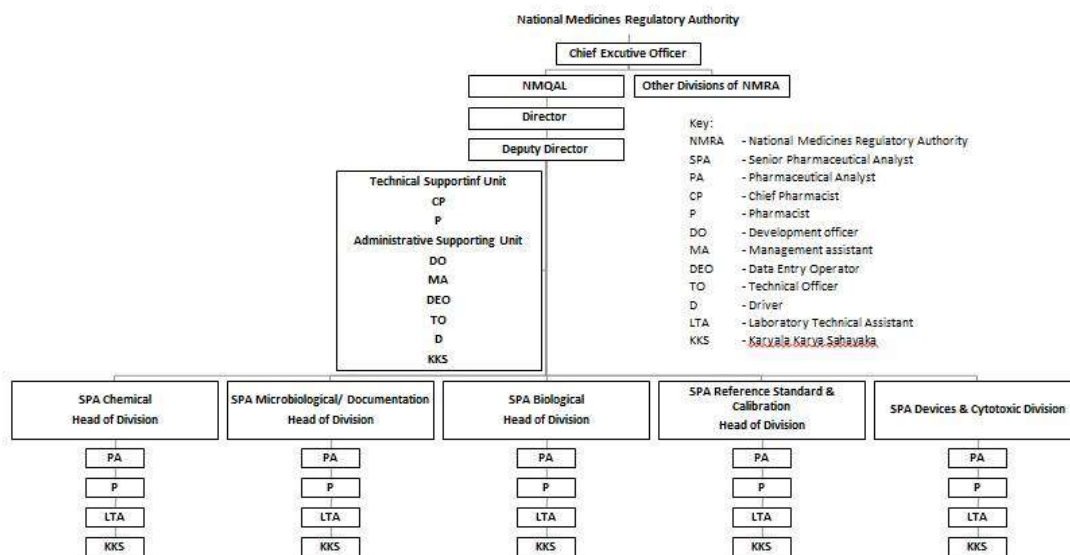 National Medicines Regulatory Authority
Chief Excutive Officer
NMQAL
Other Divisions of NMRA
Director
Deputy Director
Key:
NMRA - National Medicines Regulatory Authority
SPA - Senior Pharmaceutical Analyst
PA - Pharmaceutical Analyst
CP - Chief Pharmacist
P - Pharmacist
DO - Development officer
MA - Management assistant
DEO - Data Entry Operator
TO - Technical Officer
D - Driver
LTA - Laboratory Technical Assistant
KKS - Karyala Karya Sahayaka
Technical Supportinf Unit
CP
P
Administrative Supporting Unit
DO
MA
DEO
TO
D
KKS
SPA Chemical
Head of Division
PA
P
LTA
KKS
SPA Microbiological/ Documentation
Head of Division
PA
P
LTA
KKS
SPA Biological
Head of Division
PA
P
LTA
KKS
SPA Reference Standard &
Calibration
Head of Division
PA
P
LTA
KKS
SPA Devices & Cytotoxic Division
PA
P
LTA
KKS